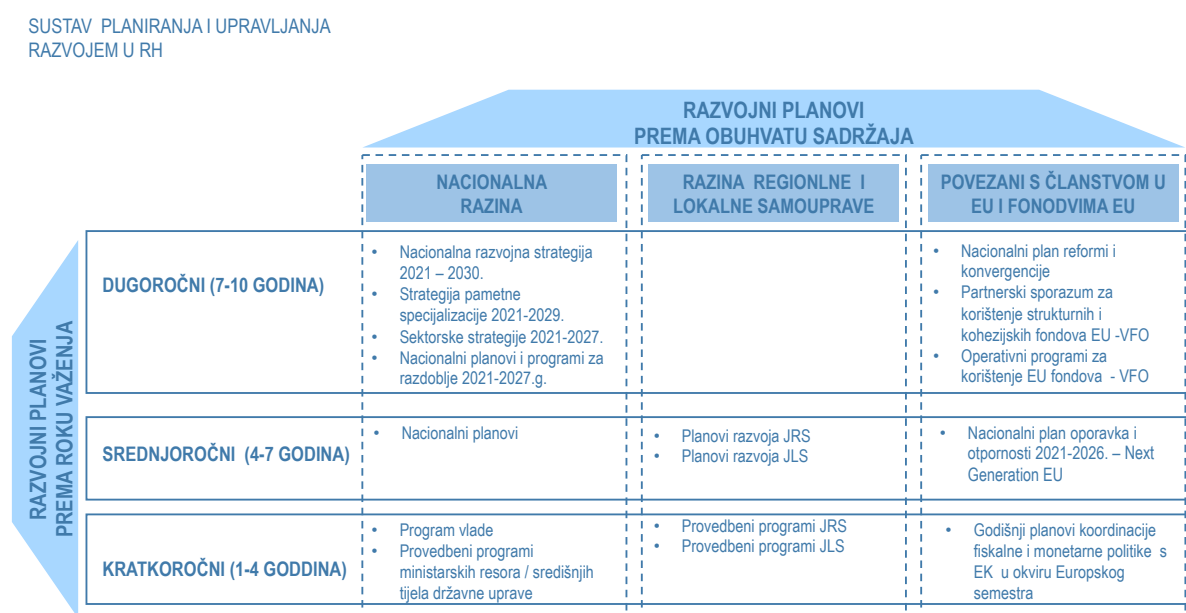 SUSTAV PLANIRANJA I UPRAVLJANJA
RAZVOJEM U RH
RAZVOJNI PLANOVI
PREMA OBUHVATU SADRŽAJA
NACIONALNA
RAZINA
RAZINA REGIONLNE I
LOKALNE SAMOUPRAVE
POVEZANI S ČLANSTVOM U
EU I FONODVIMA EU
RAZVOJNI PLANOVI
PREMA ROKU VAŽENJA
DUGOROČNI (7-10 GODINA)
• Nacionalna razvojna strategija
2021 – 2030.
• Strategija pametne
specijalizacije 2021-2029.
• Sektorske strategije 2021-2027.
• Nacionalni planovi i programi za
razdoblje 2021-2027.g.
• Nacionalni plan reformi i
konvergencije
• Partnerski sporazum za
korištenje strukturnih i
kohezijskih fondova EU -VFO
• Operativni programi za
korištenje EU fondova - VFO
SREDNJOROČNI (4-7 GODINA)
• Nacionalni planovi
• Planovi razvoja JRS
• Planovi razvoja JLS
• Nacionalni plan oporavka i
otpornosti 2021-2026. – Next
Generation EU
KRATKOROČNI (1-4 GODDINA)
• Program vlade
• Provedbeni programi
ministarskih resora / središnjih
tijela državne uprave
• Provedbeni programi JRS
• Provedbeni programi JLS
• Godišnji planovi koordinacije
fiskalne i monetarne politike s
EK u okviru Europskog
semestra